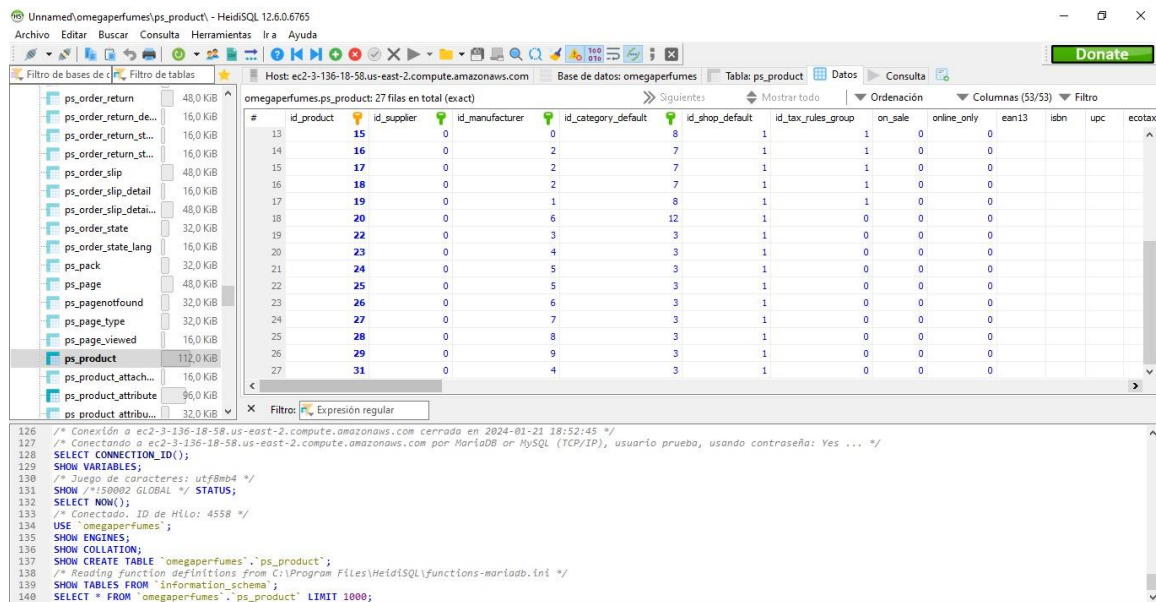 Unnamed\omegaperfumes\ps_product\ - HeidiSQL 12.6.0.6765
Archivo Editar Buscar Consulta Herramientas Ir a Ayuda
Donate
Filtro de bases de d Filtro de tablas
Host: ec2-3-136-18-58.us-east-2.compute.amazonaws.com Base de datos: omegaperfumes Tabla: ps_product Datos Consulta
omegaperfumes.ps_product: 27 filas en total (exact) Siguientes Mostrar todo Ordenación Columnas (53/53) Filtro
ps_order_return 48,0 KiB
ps_order_return_de... 16,0 KiB
ps_order_return_st... 16,0 KiB
ps_order_return_st... 16,0 KiB
ps_order_slip 48,0 KiB
ps_order_slip_detail 16,0 KiB
ps_order_slip_detai... 48,0 KiB
ps_order_state 32,0 KiB
ps_order_state_lang 16,0 KiB
ps_pack 32,0 KiB
ps_page 48,0 KiB
ps_pagenotfound 32,0 KiB
ps_page_type 32,0 KiB
ps_page_viewed 16,0 KiB
ps_product 112,0 KiB
ps_product_attach... 16,0 KiB
ps_product_attribute 96,0 KiB
ps_product_attribu... 32,0 KiB
# id_product id_supplier id_manufacturer id_category_default id_shop_default id_tax_rules_group on_sale online_only ean13 isbn upc ecotax
13 15 0 0 8 1 1 0 0
14 16 0 2 7 1 1 0 0
15 17 0 2 7 1 1 0 0
16 18 0 2 7 1 1 0 0
17 19 0 1 8 1 1 0 0
18 20 0 6 12 1 0 0 0
19 22 0 3 3 1 0 0 0
20 23 0 4 3 1 0 0 0
21 24 0 5 3 1 0 0 0
22 25 0 5 3 1 0 0 0
23 26 0 6 3 1 0 0 0
24 27 0 7 3 1 0 0 0
25 28 0 8 3 1 0 0 0
26 29 0 9 3 1 0 0 0
27 31 0 4 3 1 0 0 0
Filtro: Expresión regular
126 /* Conexión a ec2-3-136-18-58.us-east-2.compute.amazonaws.com cerrada en 2024-01-21 18:52:45 */
127 /* Conectando a ec2-3-136-18-58.us-east-2.compute.amazonaws.com por MariaDB or MySQL (TCP/IP), usuario prueba, usando contraseña: Yes ... */
128 SELECT CONNECTION_ID();
129 SHOW VARIABLES;
130 /* Juego de caracteres: utf8mb4 */
131 SHOW /*!50002 GLOBAL */ STATUS;
132 SELECT NOW();
133 /* Conectado. ID de Hilo: 4558 */
134 USE `omegaperfumes`;
135 SHOW ENGINES;
136 SHOW COLLATION;
137 SHOW CREATE TABLE `omegaperfumes`.`ps_product`;
138 /* Reading function definitions from C:\Program Files\HeidiSQL\functions-mariadb.ini */
139 SHOW TABLES FROM `information_schema`;
140 SELECT * FROM `omegaperfumes`.`ps_product` LIMIT 1000;